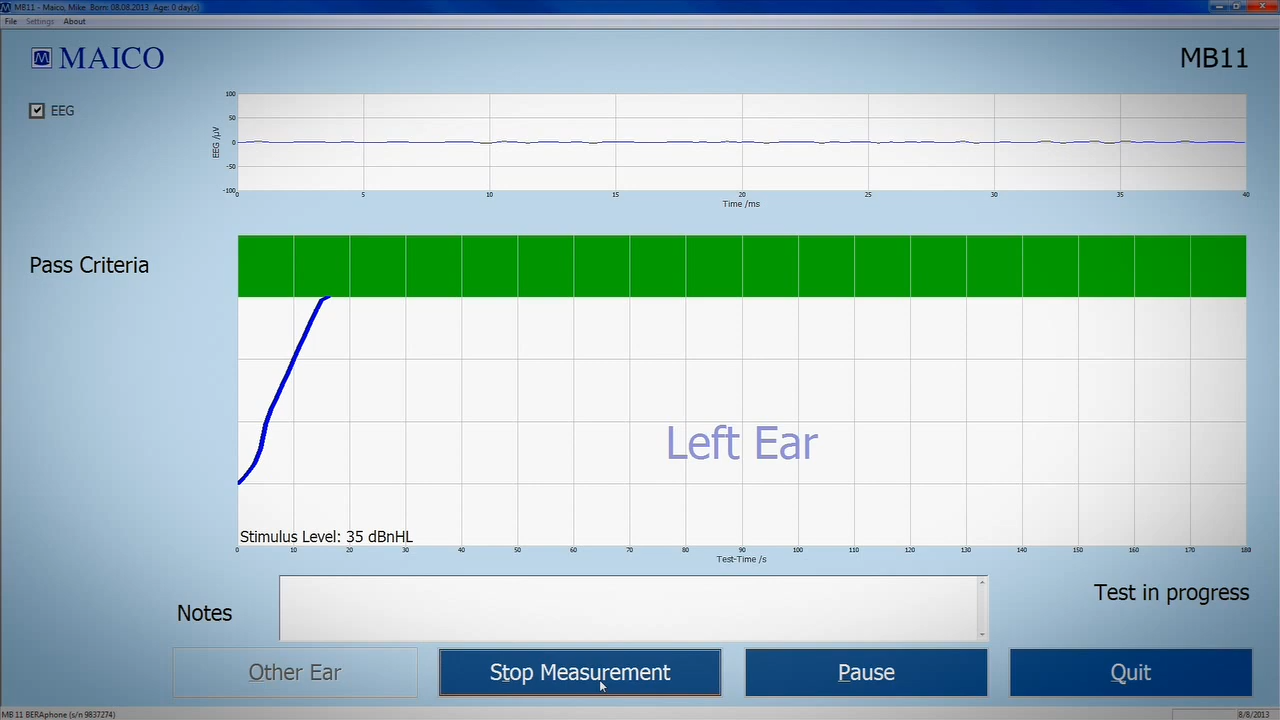 MB11 - Maico, Mike. Born: 08.08.2013 Age: 0 day(s)
File Settings About
MAICO
MB11
EEG
EEG /µV
100
50
0
-50
-100
0 5 10 15 20 25 30 35 40
Time /ms
Pass Criteria
Left Ear
Stimulus Level: 35 dBnHL
0 10 20 30 40 50 60 70 80 90 100 110 120 130 140 150 160 170 180
Test-Time /s
Notes
Test in progress
Other Ear
Stop Measurement
Pause
Quit
MB 11 BERAphone (s/n 9837274)
8/8/2013